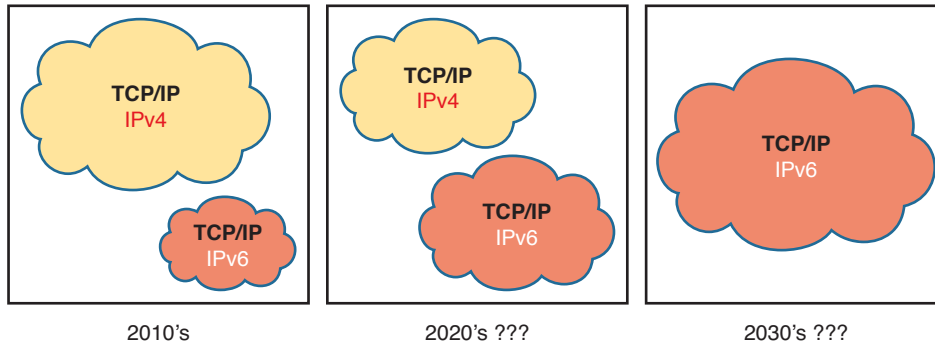 TCP/IP
IPv4
TCP/IP
IPv6
2010's
TCP/IP
IPv4
TCP/IP
IPv6
2020's ???
TCP/IP
IPv6
2030's ???